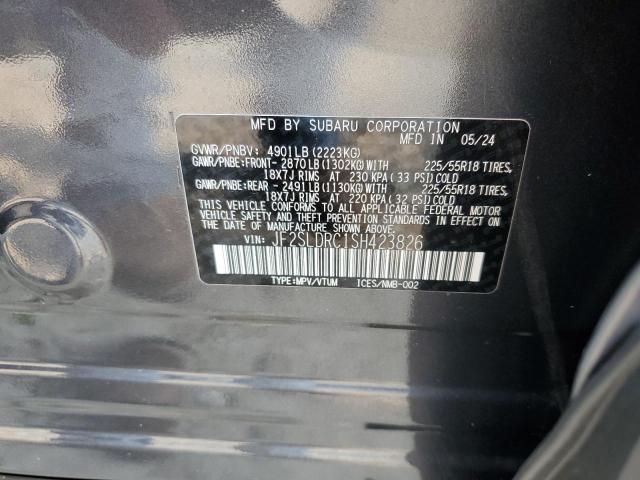 MFD BY SUBARU CORPORATION
MFD IN 05/24
GVWR/PNBV: 4901LB (2223KG)
GAWR/PNBE:FRONT- 2870LB(1302KG)WITH 225/55R18 TIRES,
18X7J RIMS AT 230 KPA (33 PSI)COLD
GAWR/PNBE:REAR - 2491LB(1130KG)WITH 225/55R18 TIRES,
18X7J RIMS AT 220 KPA (32 PSI)COLD
THIS VEHICLE CONFORMS TO ALL APPLICABLE FEDERAL MOTOR
VEHICLE SAFETY STANDARDS IN EFFECT ON THE DATE OF
MANUFACTURE SHOWN ABOVE.
VIN: JF2SLDRC1SH423826
TYPE:MPV/VTUM ICES/NMB-002